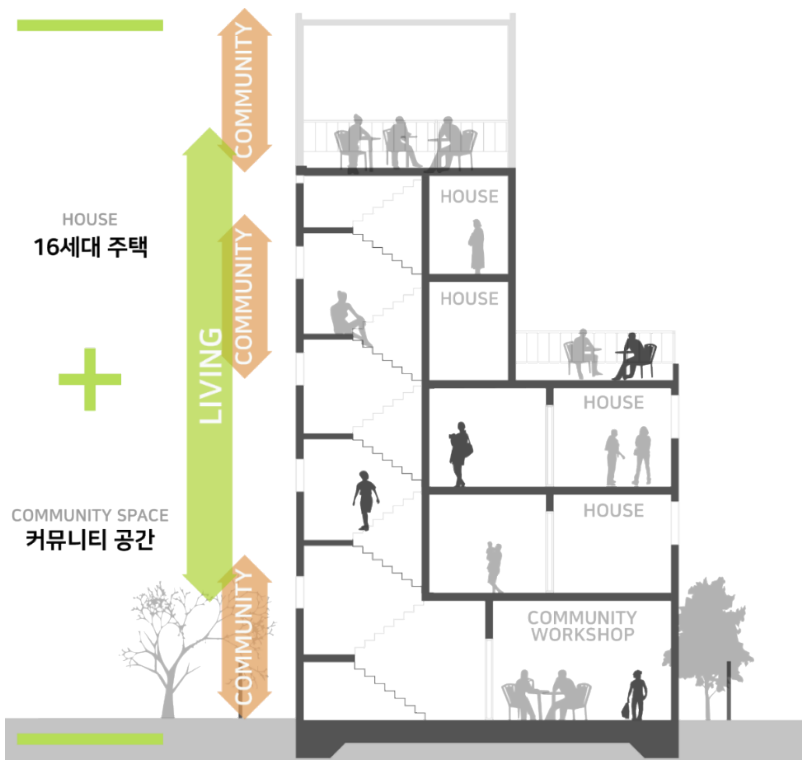 COMMUNITY
HOUSE
16세대 주택
COMMUNITY
LIVING
COMMUNITY SPACE
커뮤니티 공간
COMMUNITY
HOUSE
HOUSE
HOUSE
HOUSE
COMMUNITY
WORKSHOP